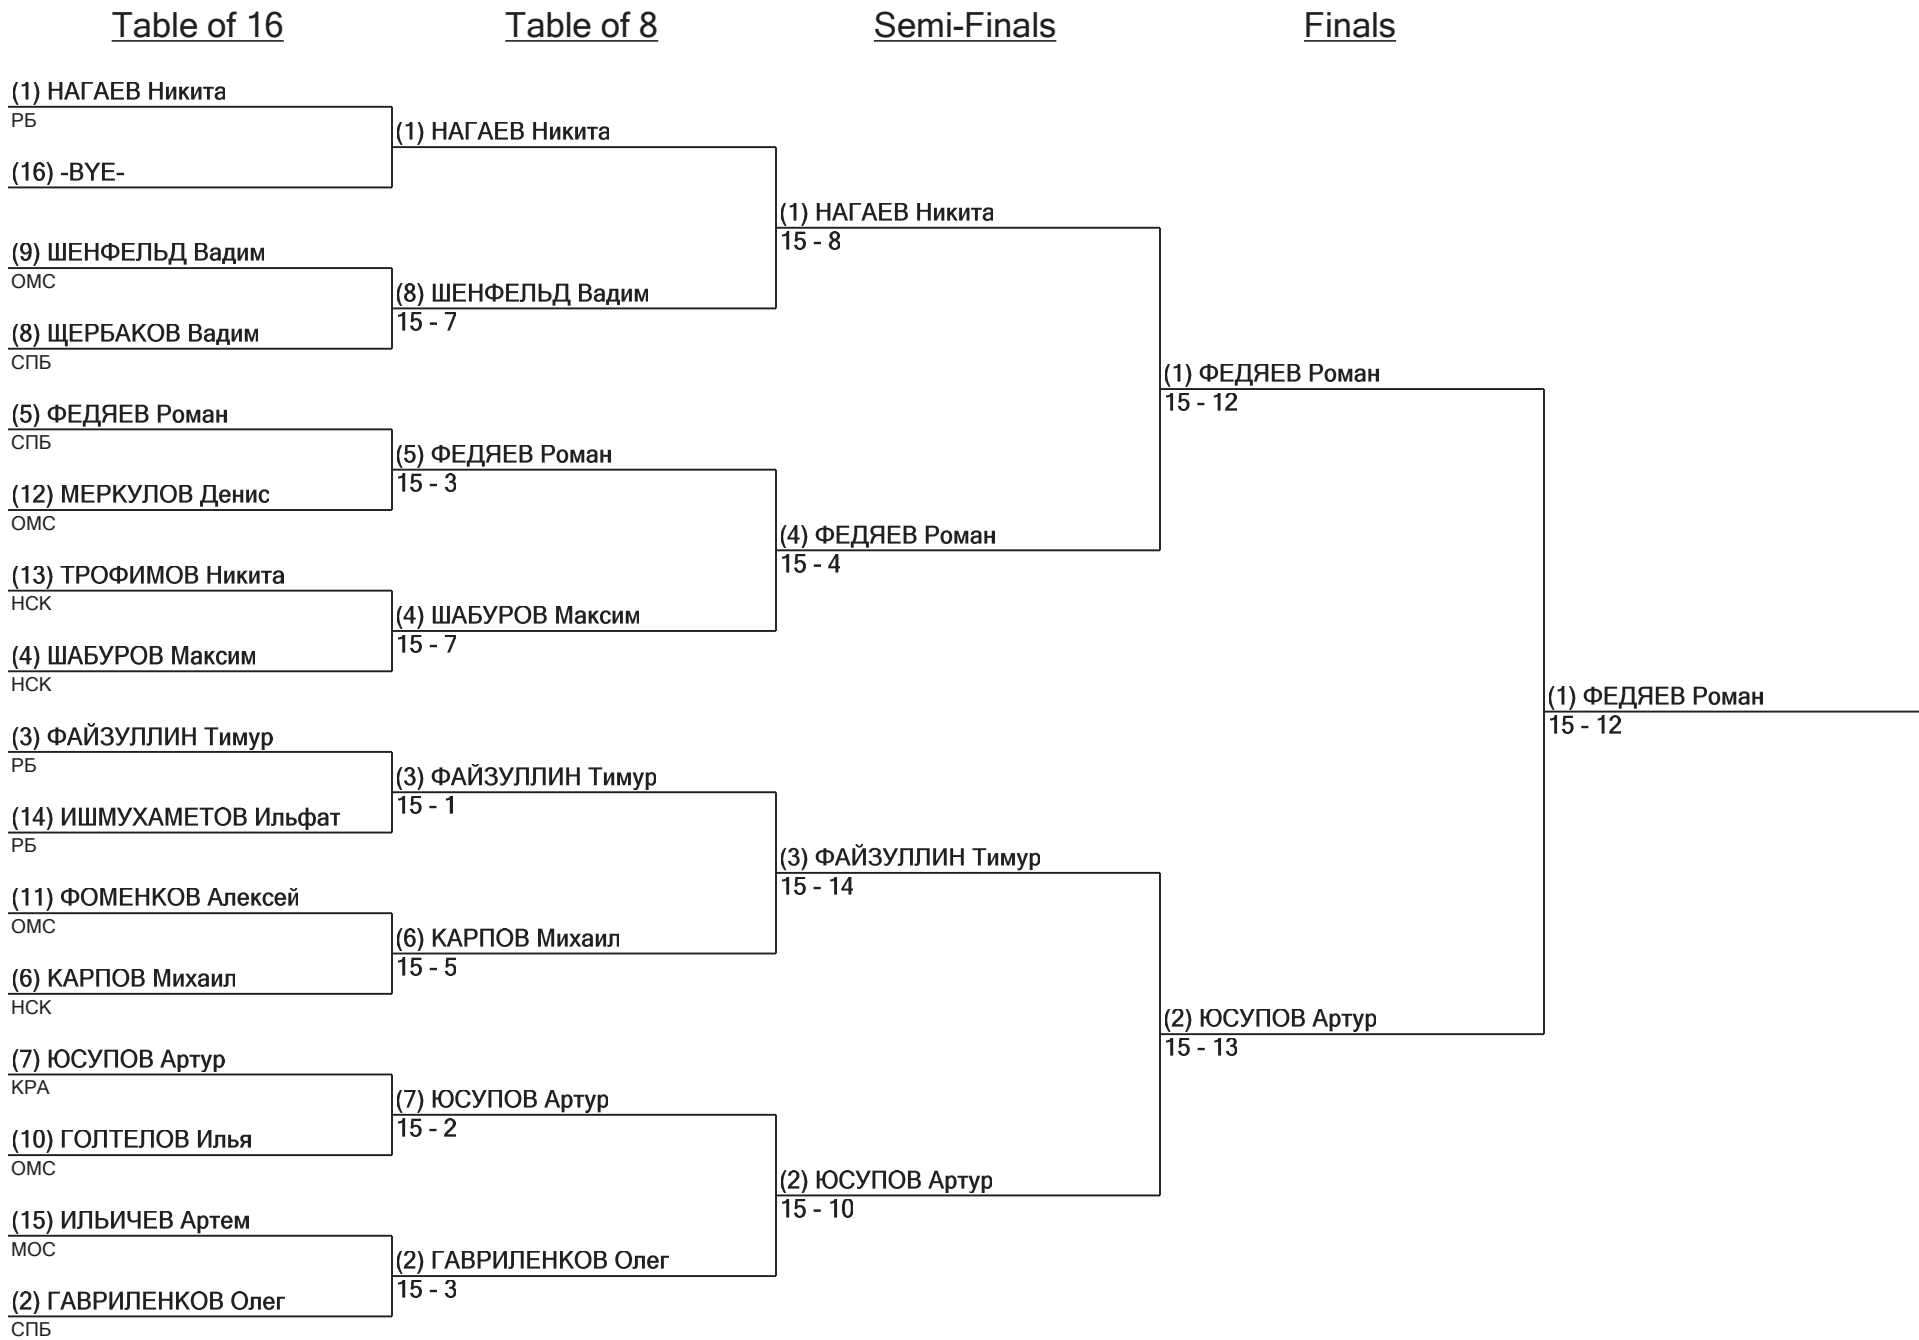 Table of 16
Table of 8
Semi-Finals
Finals
(1) НАГАЕВ Никита
РБ
(16) -BYE-
(9) ШЕНФЕЛЬД Вадим
ОМС
(8) ЩЕРБАКОВ Вадим
СПБ
(5) ФЕДЯЕВ Роман
СПБ
(12) МЕРКУЛОВ Денис
ОМС
(13) ТРОФИМОВ Никита
НСК
(4) ШАБУРОВ Максим
НСК
(3) ФАЙЗУЛЛИН Тимур
РБ
(14) ИШМУХАМЕТОВ Ильфат
РБ
(11) ФОМЕНКОВ Алексей
ОМС
(6) КАРПОВ Михаил
НСК
(7) ЮСУПОВ Артур
КРА
(10) ГОЛТЕЛОВ Илья
ОМС
(15) ИЛЬИЧЕВ Артем
МОС
(2) ГАВРИЛЕНКОВ Олег
СПБ
(1) НАГАЕВ Никита
(8) ШЕНФЕЛЬД Вадим
15 - 7
(5) ФЕДЯЕВ Роман
15 - 3
(4) ШАБУРОВ Максим
15 - 7
(3) ФАЙЗУЛЛИН Тимур
15 - 1
(6) КАРПОВ Михаил
15 - 5
(7) ЮСУПОВ Артур
15 - 2
(2) ГАВРИЛЕНКОВ Олег
15 - 3
(1) НАГАЕВ Никита
15 - 8
(4) ФЕДЯЕВ Роман
15 - 4
(3) ФАЙЗУЛЛИН Тимур
15 - 14
(2) ЮСУПОВ Артур
15 - 10
(1) ФЕДЯЕВ Роман
15 - 12
(2) ЮСУПОВ Артур
15 - 13
(1) ФЕДЯЕВ Роман
15 - 12